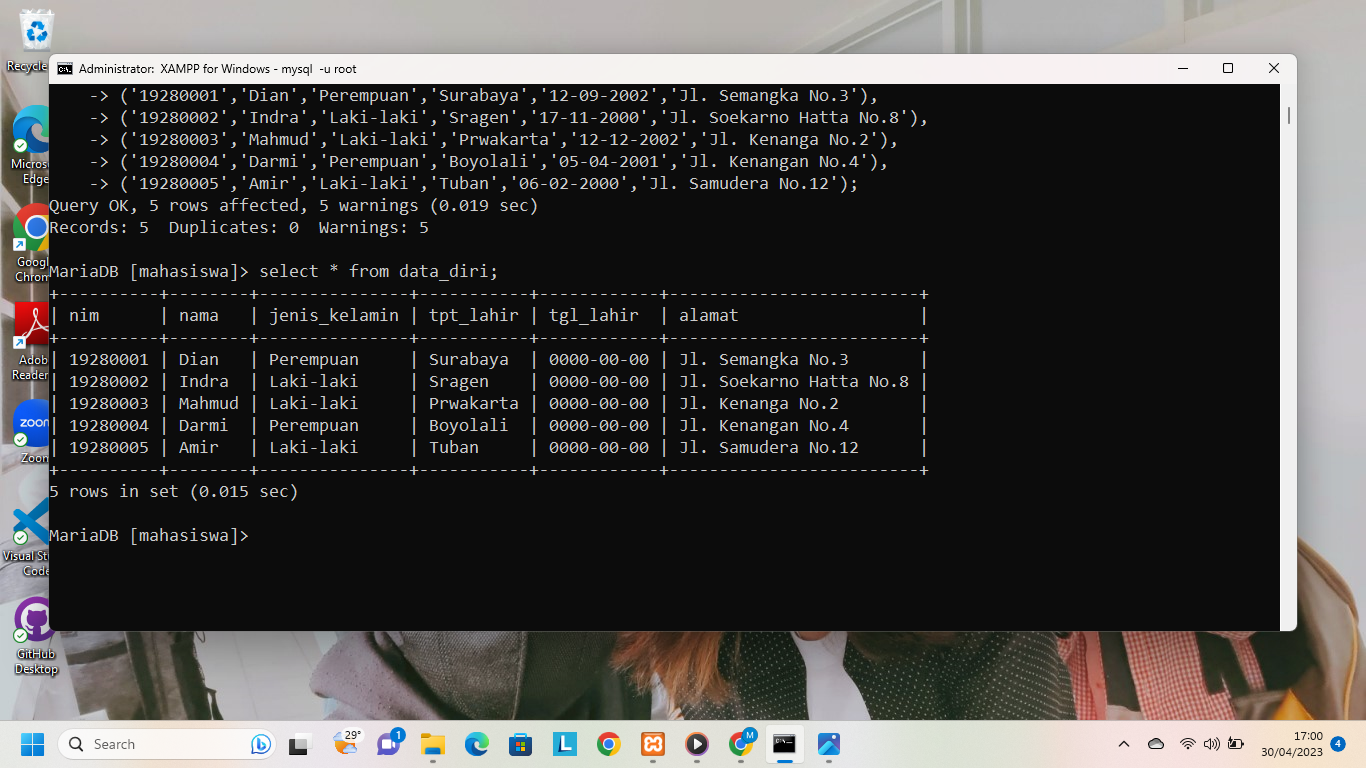 Recycle
Administrator:  XAMPP for Windows - mysql  -u root
    -> ('19280001','Dian','Perempuan','Surabaya','12-09-2002','Jl. Semangka No.3'),
    -> ('19280002','Indra','Laki-laki','Sragen','17-11-2000','Jl. Soekarno Hatta No.8'),
    -> ('19280003','Mahmud','Laki-laki','Prwakarta','12-12-2002','Jl. Kenanga No.2'),
    -> ('19280004','Darmi','Perempuan','Boyolali','05-04-2001','Jl. Kenangan No.4'),
    -> ('19280005','Amir','Laki-laki','Tuban','06-02-2000','Jl. Samudera No.12');
Query OK, 5 rows affected, 5 warnings (0.019 sec)
Records: 5  Duplicates: 0  Warnings: 5
MariaDB [mahasiswa]> select * from data_diri;
+----------+--------+---------------+-----------+------------+-------------------------+
| nim      | nama   | jenis_kelamin | tpt_lahir | tgl_lahir  | alamat                  |
+----------+--------+---------------+-----------+------------+-------------------------+
| 19280001 | Dian   | Perempuan     | Surabaya  | 0000-00-00 | Jl. Semangka No.3       |
| 19280002 | Indra  | Laki-laki     | Sragen    | 0000-00-00 | Jl. Soekarno Hatta No.8 |
| 19280003 | Mahmud | Laki-laki     | Prwakarta | 0000-00-00 | Jl. Kenanga No.2        |
| 19280004 | Darmi  | Perempuan     | Boyolali  | 0000-00-00 | Jl. Kenangan No.4       |
| 19280005 | Amir   | Laki-laki     | Tuban     | 0000-00-00 | Jl. Samudera No.12      |
+----------+--------+---------------+-----------+------------+-------------------------+
5 rows in set (0.015 sec)
MariaDB [mahasiswa]>
Micros
Edge
Googl
Chrom
Adob
Reader
zoom
Zoom
Visual St
Code
GitHub
Desktop
Search
29°
1
L
M
17:00
30/04/2023
4